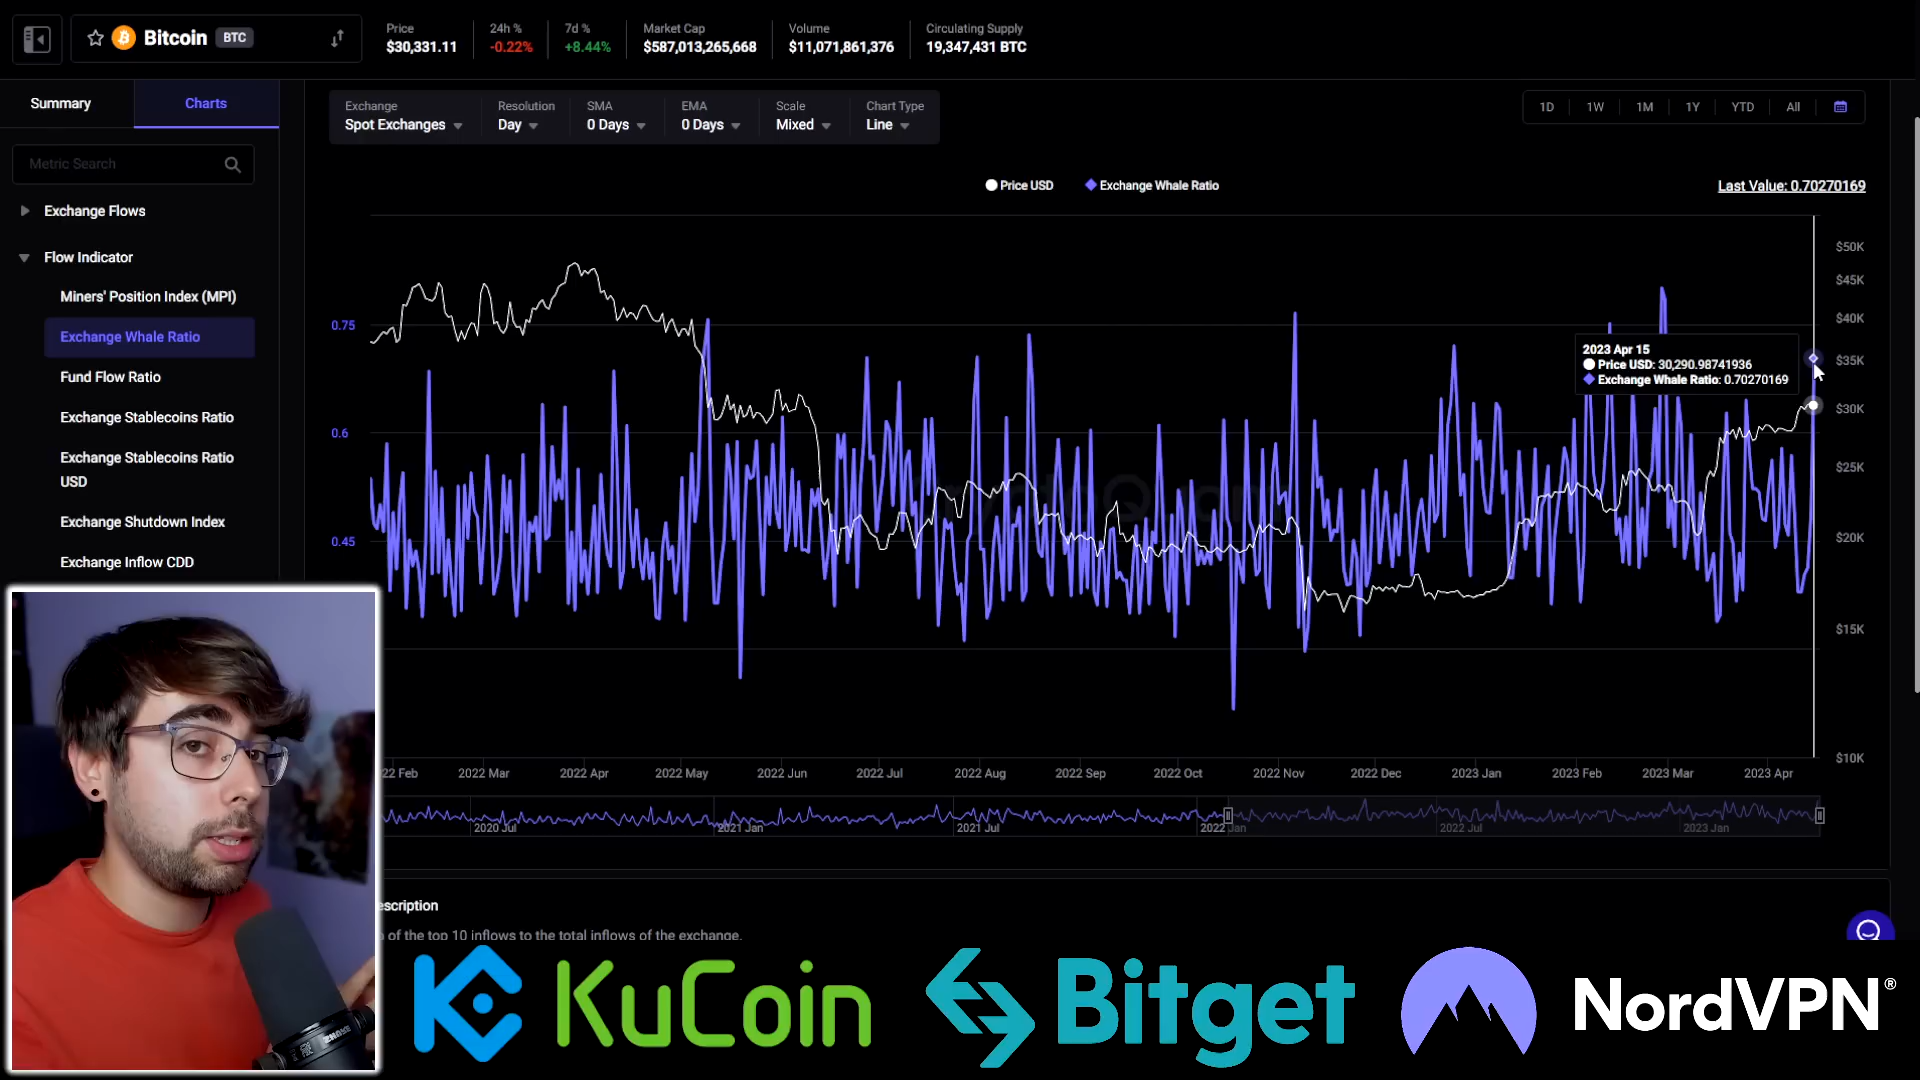 Bitcoin BTC
Price
$30,331.11
24h %
-0.22%
7d %
+8.44%
Market Cap
$587,013,265,668
Volume
$11,071,861,376
Circulating Supply
19,347,431 BTC
Summary
Charts
Metric Search
Exchange Flows
Flow Indicator
Miners' Position Index (MPI)
Exchange Whale Ratio
Fund Flow Ratio
Exchange Stablecoins Ratio
Exchange Stablecoins Ratio
USD
Exchange Shutdown Index
Exchange Inflow CDD
Exchange
Spot Exchanges
Resolution
Day
SMA
0 Days
EMA
0 Days
Scale
Mixed
Chart Type
Line
1D 1W 1M 1Y YTD All
Price USD Exchange Whale Ratio
Last Value: 0.70270169
0.75
0.6
0.45
$50K
$45K
$40K
$35K
$30K
$25K
$20K
$15K
$10K
2023 Apr 15
Price USD: 30,290.98741936
Exchange Whale Ratio: 0.70270169
22 Feb 2022 Mar 2022 Apr 2022 May 2022 Jun 2022 Jul 2022 Aug 2022 Sep 2022 Oct 2022 Nov 2022 Dec 2023 Jan 2023 Feb 2023 Mar 2023 Apr
2020 Jul 2021 Jan 2021 Jul 2022 Jan 2022 Jul 2023 Jan
escription
of the top 10 inflows to the total inflows of the exchange.
KuCoin
Bitget
NordVPN®